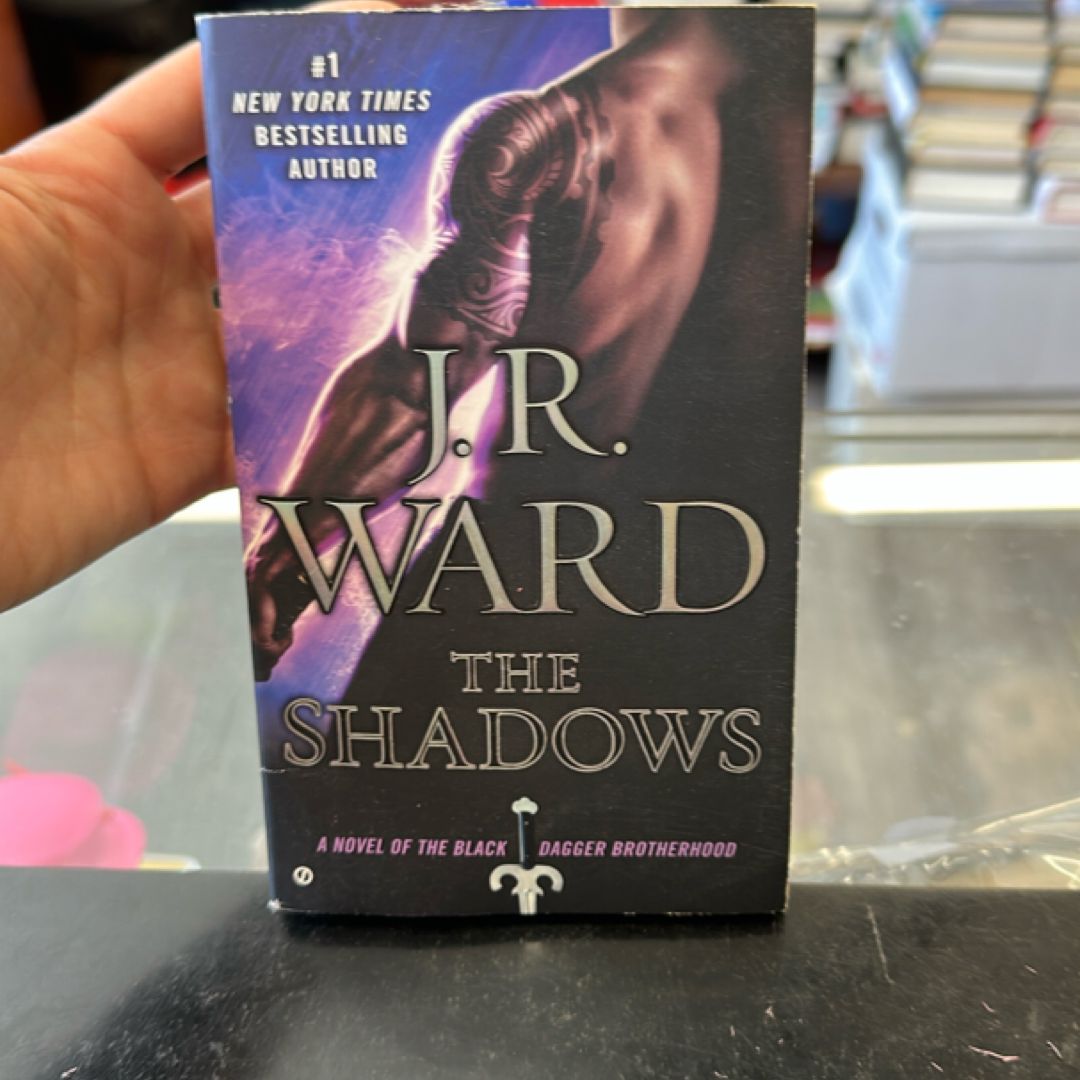 #1
NEW YORK TIMES
BESTSELLING
AUTHOR
J.R.
WARD
THE
SHADOWS
A NOVEL OF THE BLACK DAGGER BROTHERHOOD